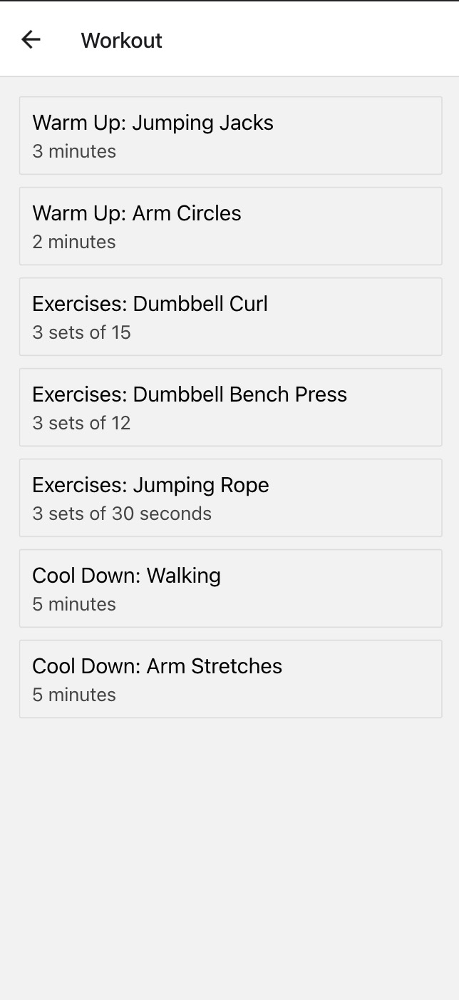 Workout
Warm Up: Jumping Jacks
3 minutes
Warm Up: Arm Circles
2 minutes
Exercises: Dumbbell Curl
3 sets of 15
Exercises: Dumbbell Bench Press
3 sets of 12
Exercises: Jumping Rope
3 sets of 30 seconds
Cool Down: Walking
5 minutes
Cool Down: Arm Stretches
5 minutes